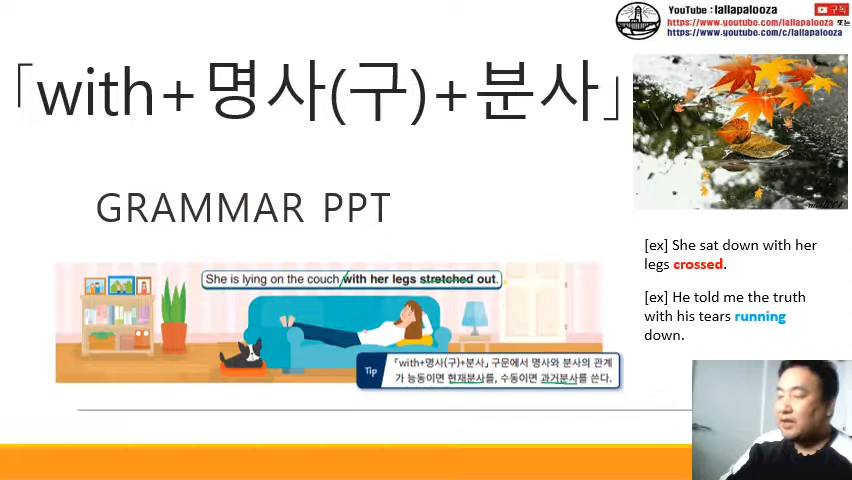 YouTube : lallapalooza
구독
https://www.youtube.com/lallapalooza 또는
https://www.youtube.com/c/lallapalooza
「with+명사(구)+분사」
GRAMMAR PPT
She is lying on the couch with her legs stretched out.
Tip
「with+명사(구)+분사」 구문에서 명사와 분사의 관계
가 능동이면 현재분사를, 수동이면 과거분사를 쓴다.
[ex] She sat down with her
legs crossed.
[ex] He told me the truth
with his tears running
down.